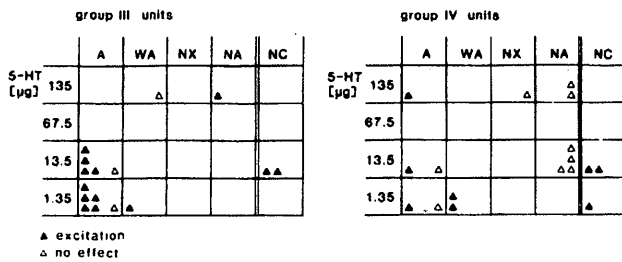 group III units
group IV units
A WA NX NA NC
A WA NX NA NC
5-HT
[µg]
135
67.5
13.5
1.35
5-HT
[µg]
135
67.5
13.5
1.35
▲ excitation
△ no effect